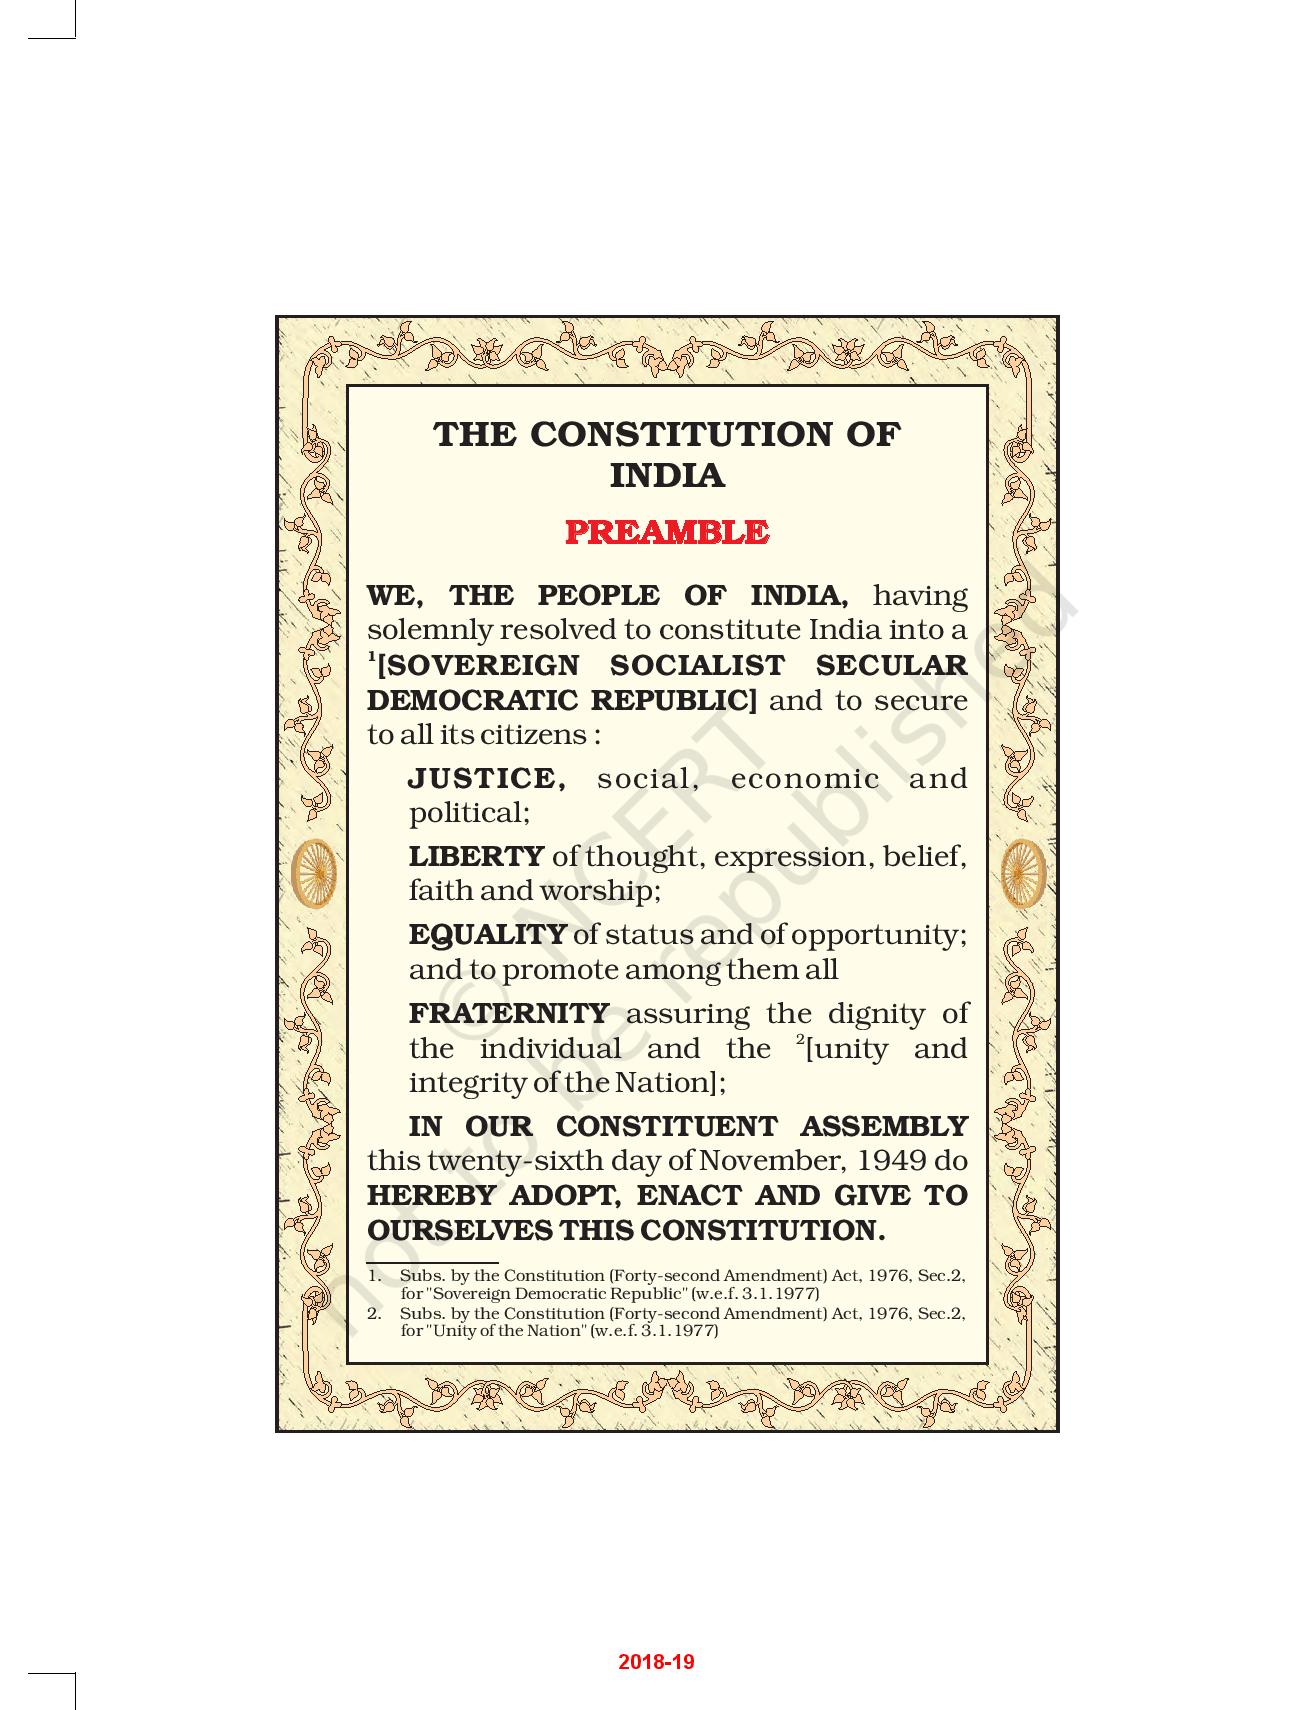 THE CONSTITUTION OF
INDIA
PREAMBLE
WE, THE PEOPLE OF INDIA, having
solemnly resolved to constitute India into a
¹[SOVEREIGN SOCIALIST SECULAR
DEMOCRATIC REPUBLIC] and to secure
to all its citizens :
JUSTICE, social, economic and
political;
LIBERTY of thought, expression, belief,
faith and worship;
EQUALITY of status and of opportunity;
and to promote among them all
FRATERNITY assuring the dignity of
the individual and the ²[unity and
integrity of the Nation];
IN OUR CONSTITUENT ASSEMBLY
this twenty-sixth day of November, 1949 do
HEREBY ADOPT, ENACT AND GIVE TO
OURSELVES THIS CONSTITUTION.
1. Subs. by the Constitution (Forty-second Amendment) Act, 1976, Sec.2,
for "Sovereign Democratic Republic" (w.e.f. 3.1.1977)
2. Subs. by the Constitution (Forty-second Amendment) Act, 1976, Sec.2,
for "Unity of the Nation" (w.e.f. 3.1.1977)
© NCERT
not to be republished
2018-19